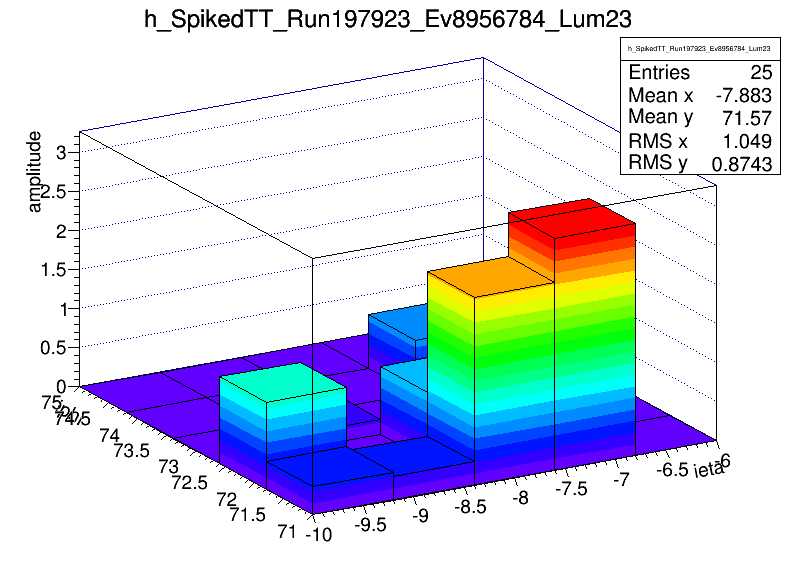 h_SpikedTT_Run197923_Ev8956784_Lum23
h_SpikedTT_Run197923_Ev8956784_Lum23
Entries 25
Mean x -7.883
Mean y 71.57
RMS x 1.049
RMS y 0.8743
amplitude
3
2.5
2
1.5
1
0.5
0
75
74.5
74
73.5
73
72.5
72
71.5
71
-10
-9.5
-9
-8.5
-8
-7.5
-7
-6.5
ieta
-6